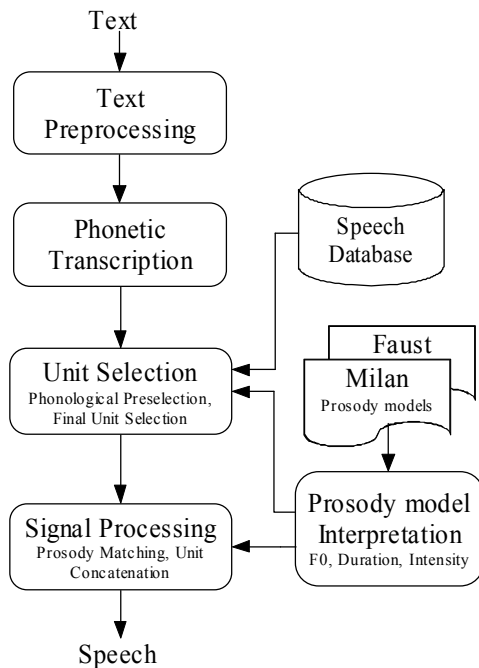 Text
Text
Preprocessing
Phonetic
Transcription
Speech
Database
Unit Selection
Phonological Preselection,
Final Unit Selection
Faust
Milan
Prosody models
Signal Processing
Prosody Matching, Unit
Concatenation
Prosody model
Interpretation
F0, Duration, Intensity
Speech